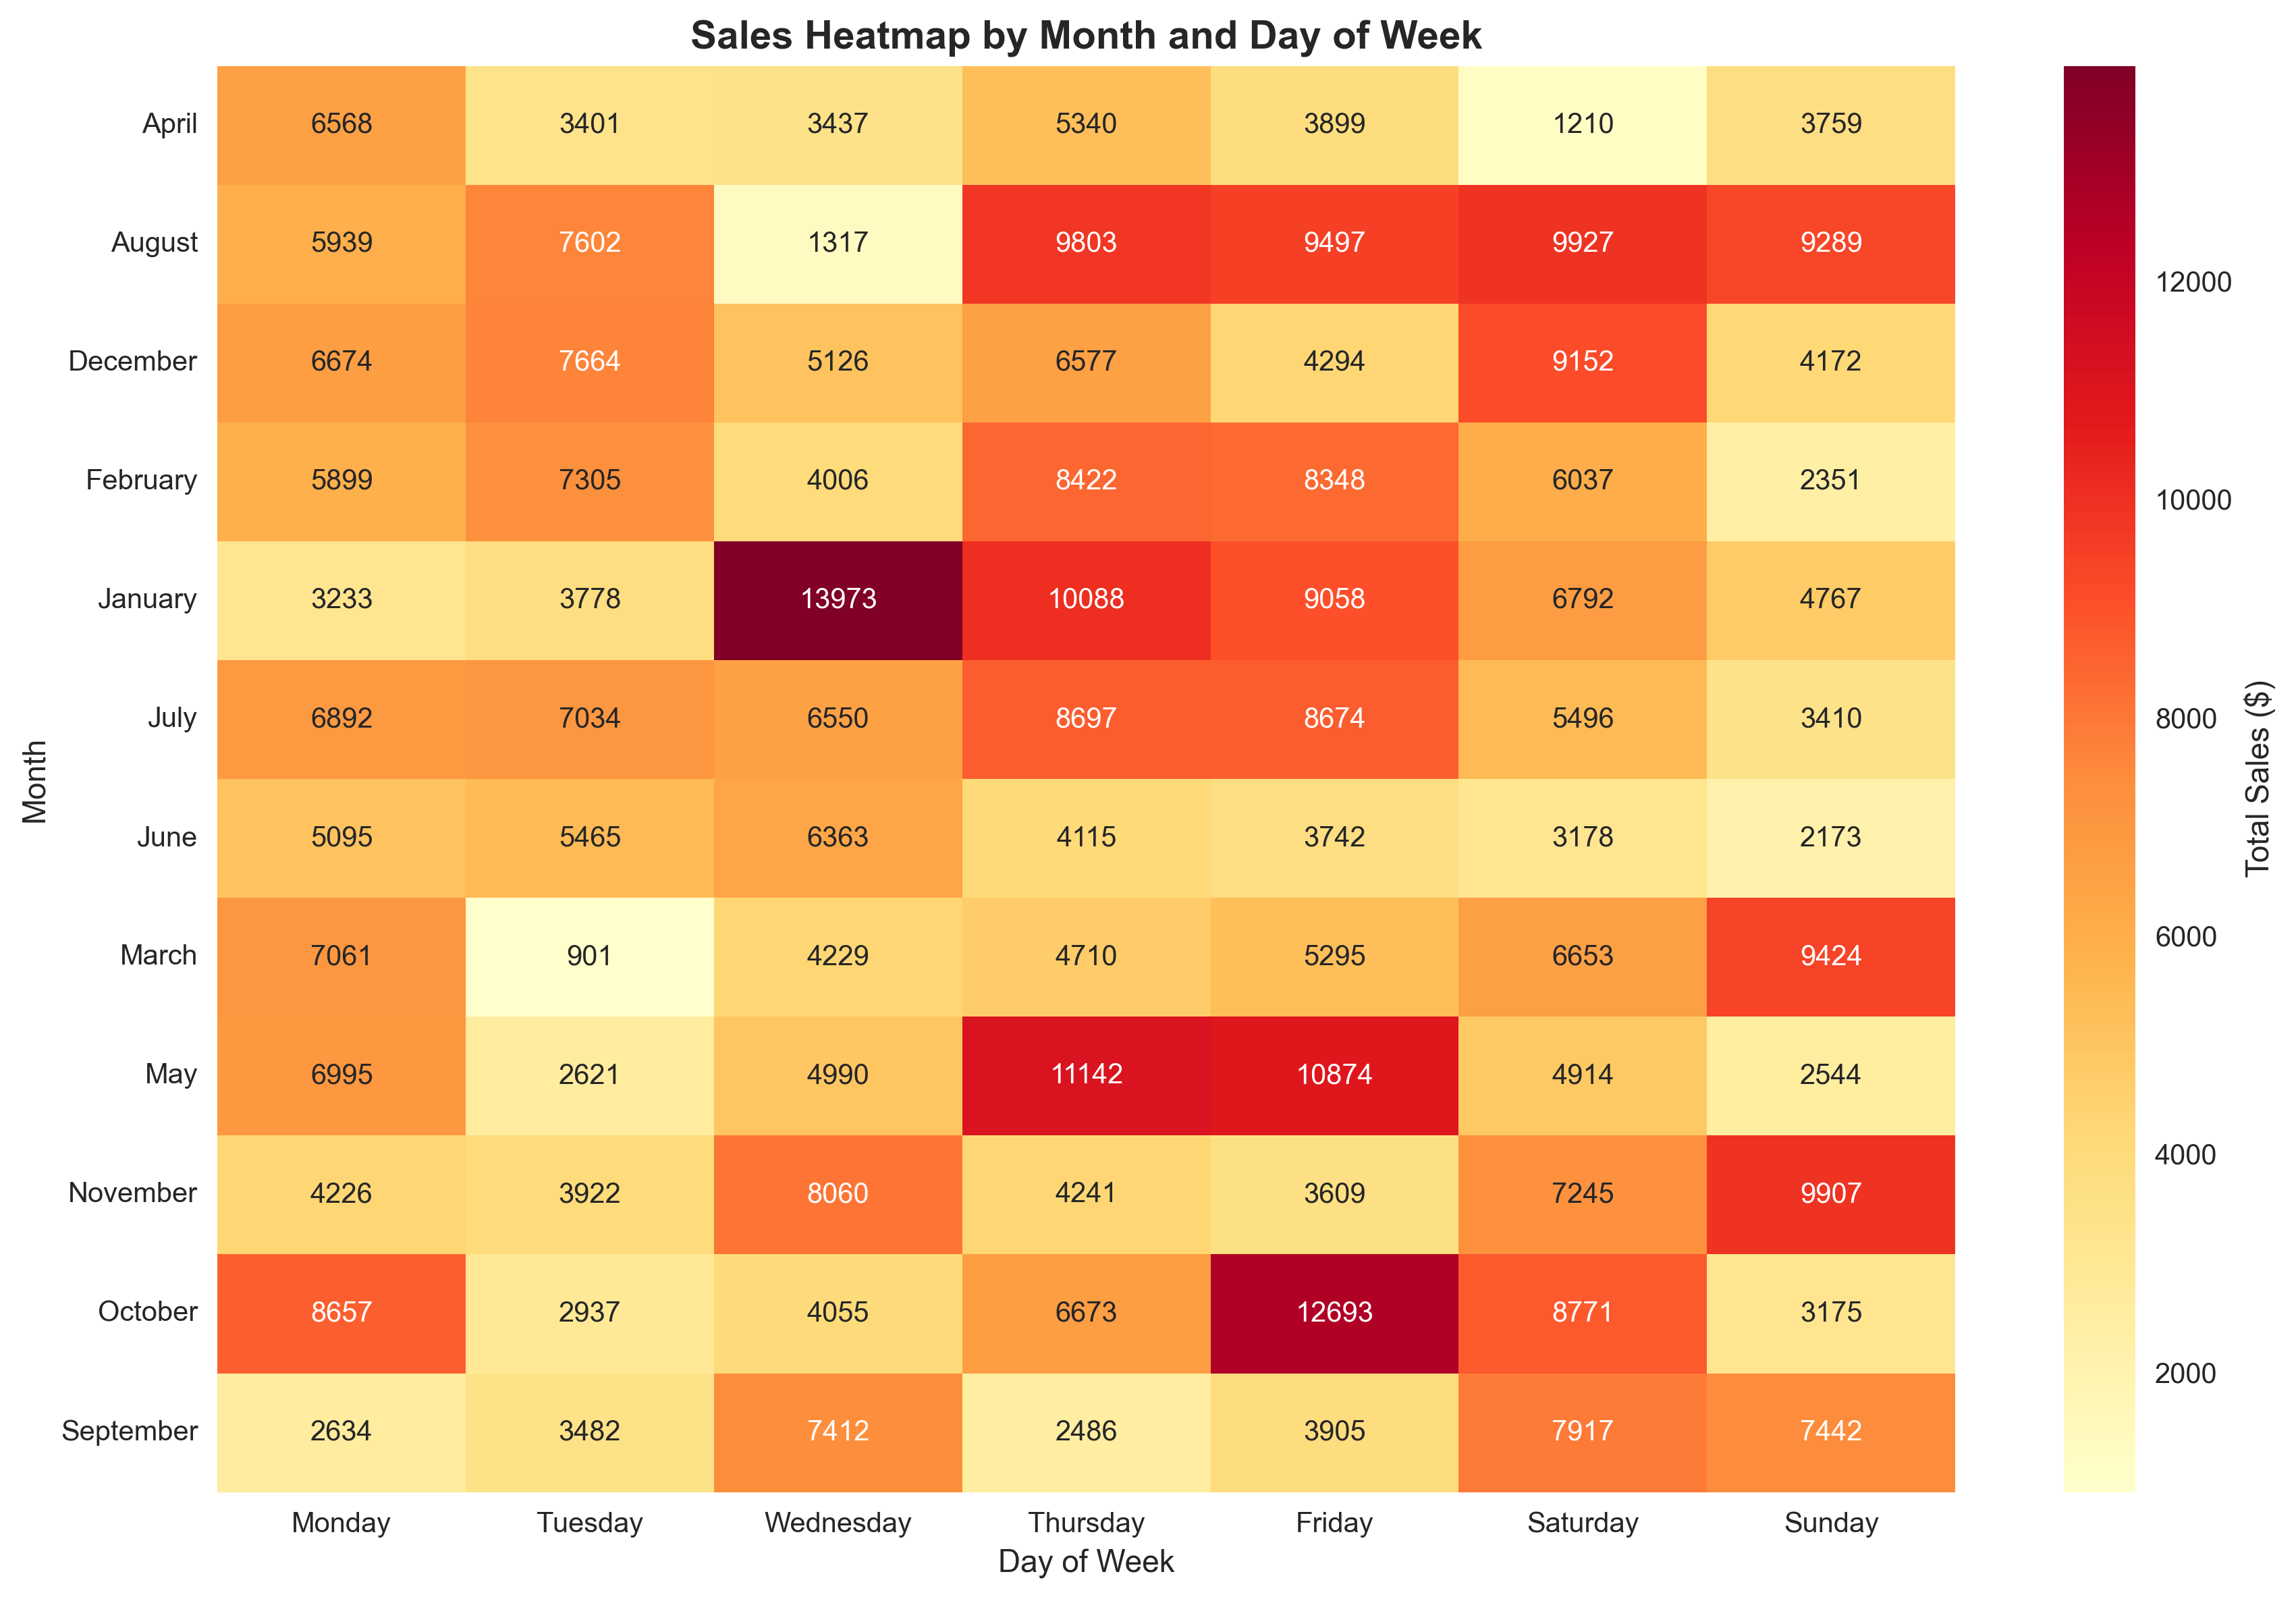 Sales Heatmap by Month and Day of Week
April 6568 3401 3437 5340 3899 1210 3759
August 5939 7602 1317 9803 9497 9927 9289
December 6674 7664 5126 6577 4294 9152 4172
February 5899 7305 4006 8422 8348 6037 2351
January 3233 3778 13973 10088 9058 6792 4767
July 6892 7034 6550 8697 8674 5496 3410
June 5095 5465 6363 4115 3742 3178 2173
March 7061 901 4229 4710 5295 6653 9424
May 6995 2621 4990 11142 10874 4914 2544
November 4226 3922 8060 4241 3609 7245 9907
October 8657 2937 4055 6673 12693 8771 3175
September 2634 3482 7412 2486 3905 7917 7442
Monday Tuesday Wednesday Thursday Friday Saturday Sunday
Day of Week
Month
12000
10000
8000
6000
4000
2000
Total Sales ($)